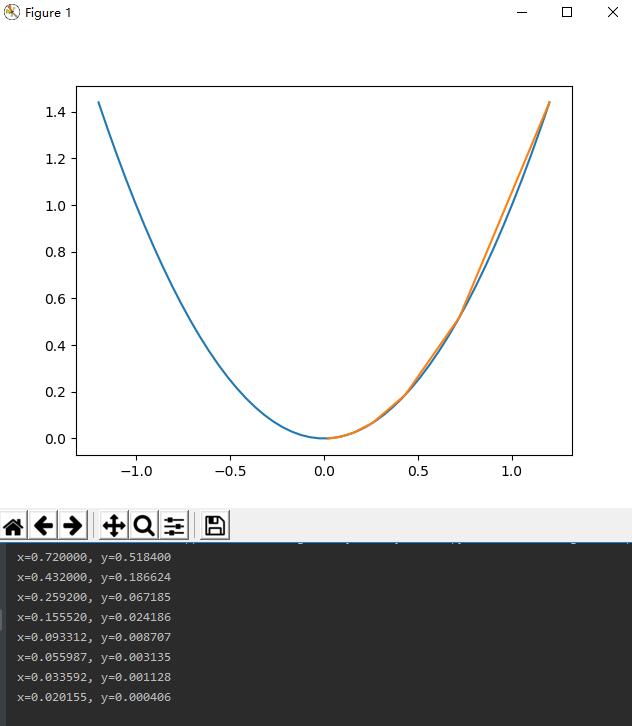 Figure 1
1.4
1.2
1.0
0.8
0.6
0.4
0.2
0.0
−1.0 −0.5 0.0 0.5 1.0
x=0.720000, y=0.518400
x=0.432000, y=0.186624
x=0.259200, y=0.067185
x=0.155520, y=0.024186
x=0.093312, y=0.008707
x=0.055987, y=0.003135
x=0.033592, y=0.001128
x=0.020155, y=0.000406